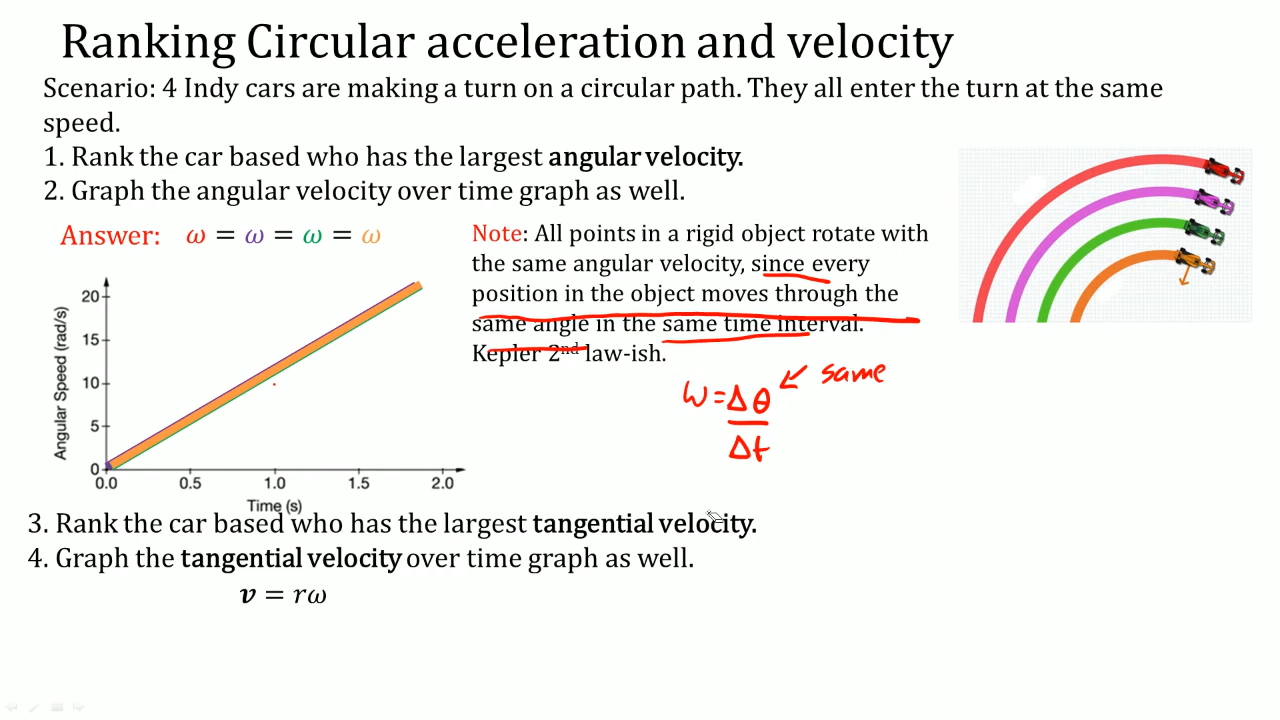 Ranking Circular acceleration and velocity
Scenario: 4 Indy cars are making a turn on a circular path. They all enter the turn at the same
speed.
1. Rank the car based who has the largest angular velocity.
2. Graph the angular velocity over time graph as well.
Answer: ω = ω = ω = ω
Note: All points in a rigid object rotate with
the same angular velocity, since every
position in the object moves through the
same angle in the same time interval.
Kepler 2nd law-ish.
ω = Δθ
Δt
same
Angular Speed (rad/s)
20
15
10
5
0
0.0 0.5 1.0 1.5 2.0
Time (s)
3. Rank the car based who has the largest tangential velocity.
4. Graph the tangential velocity over time graph as well.
v = rω